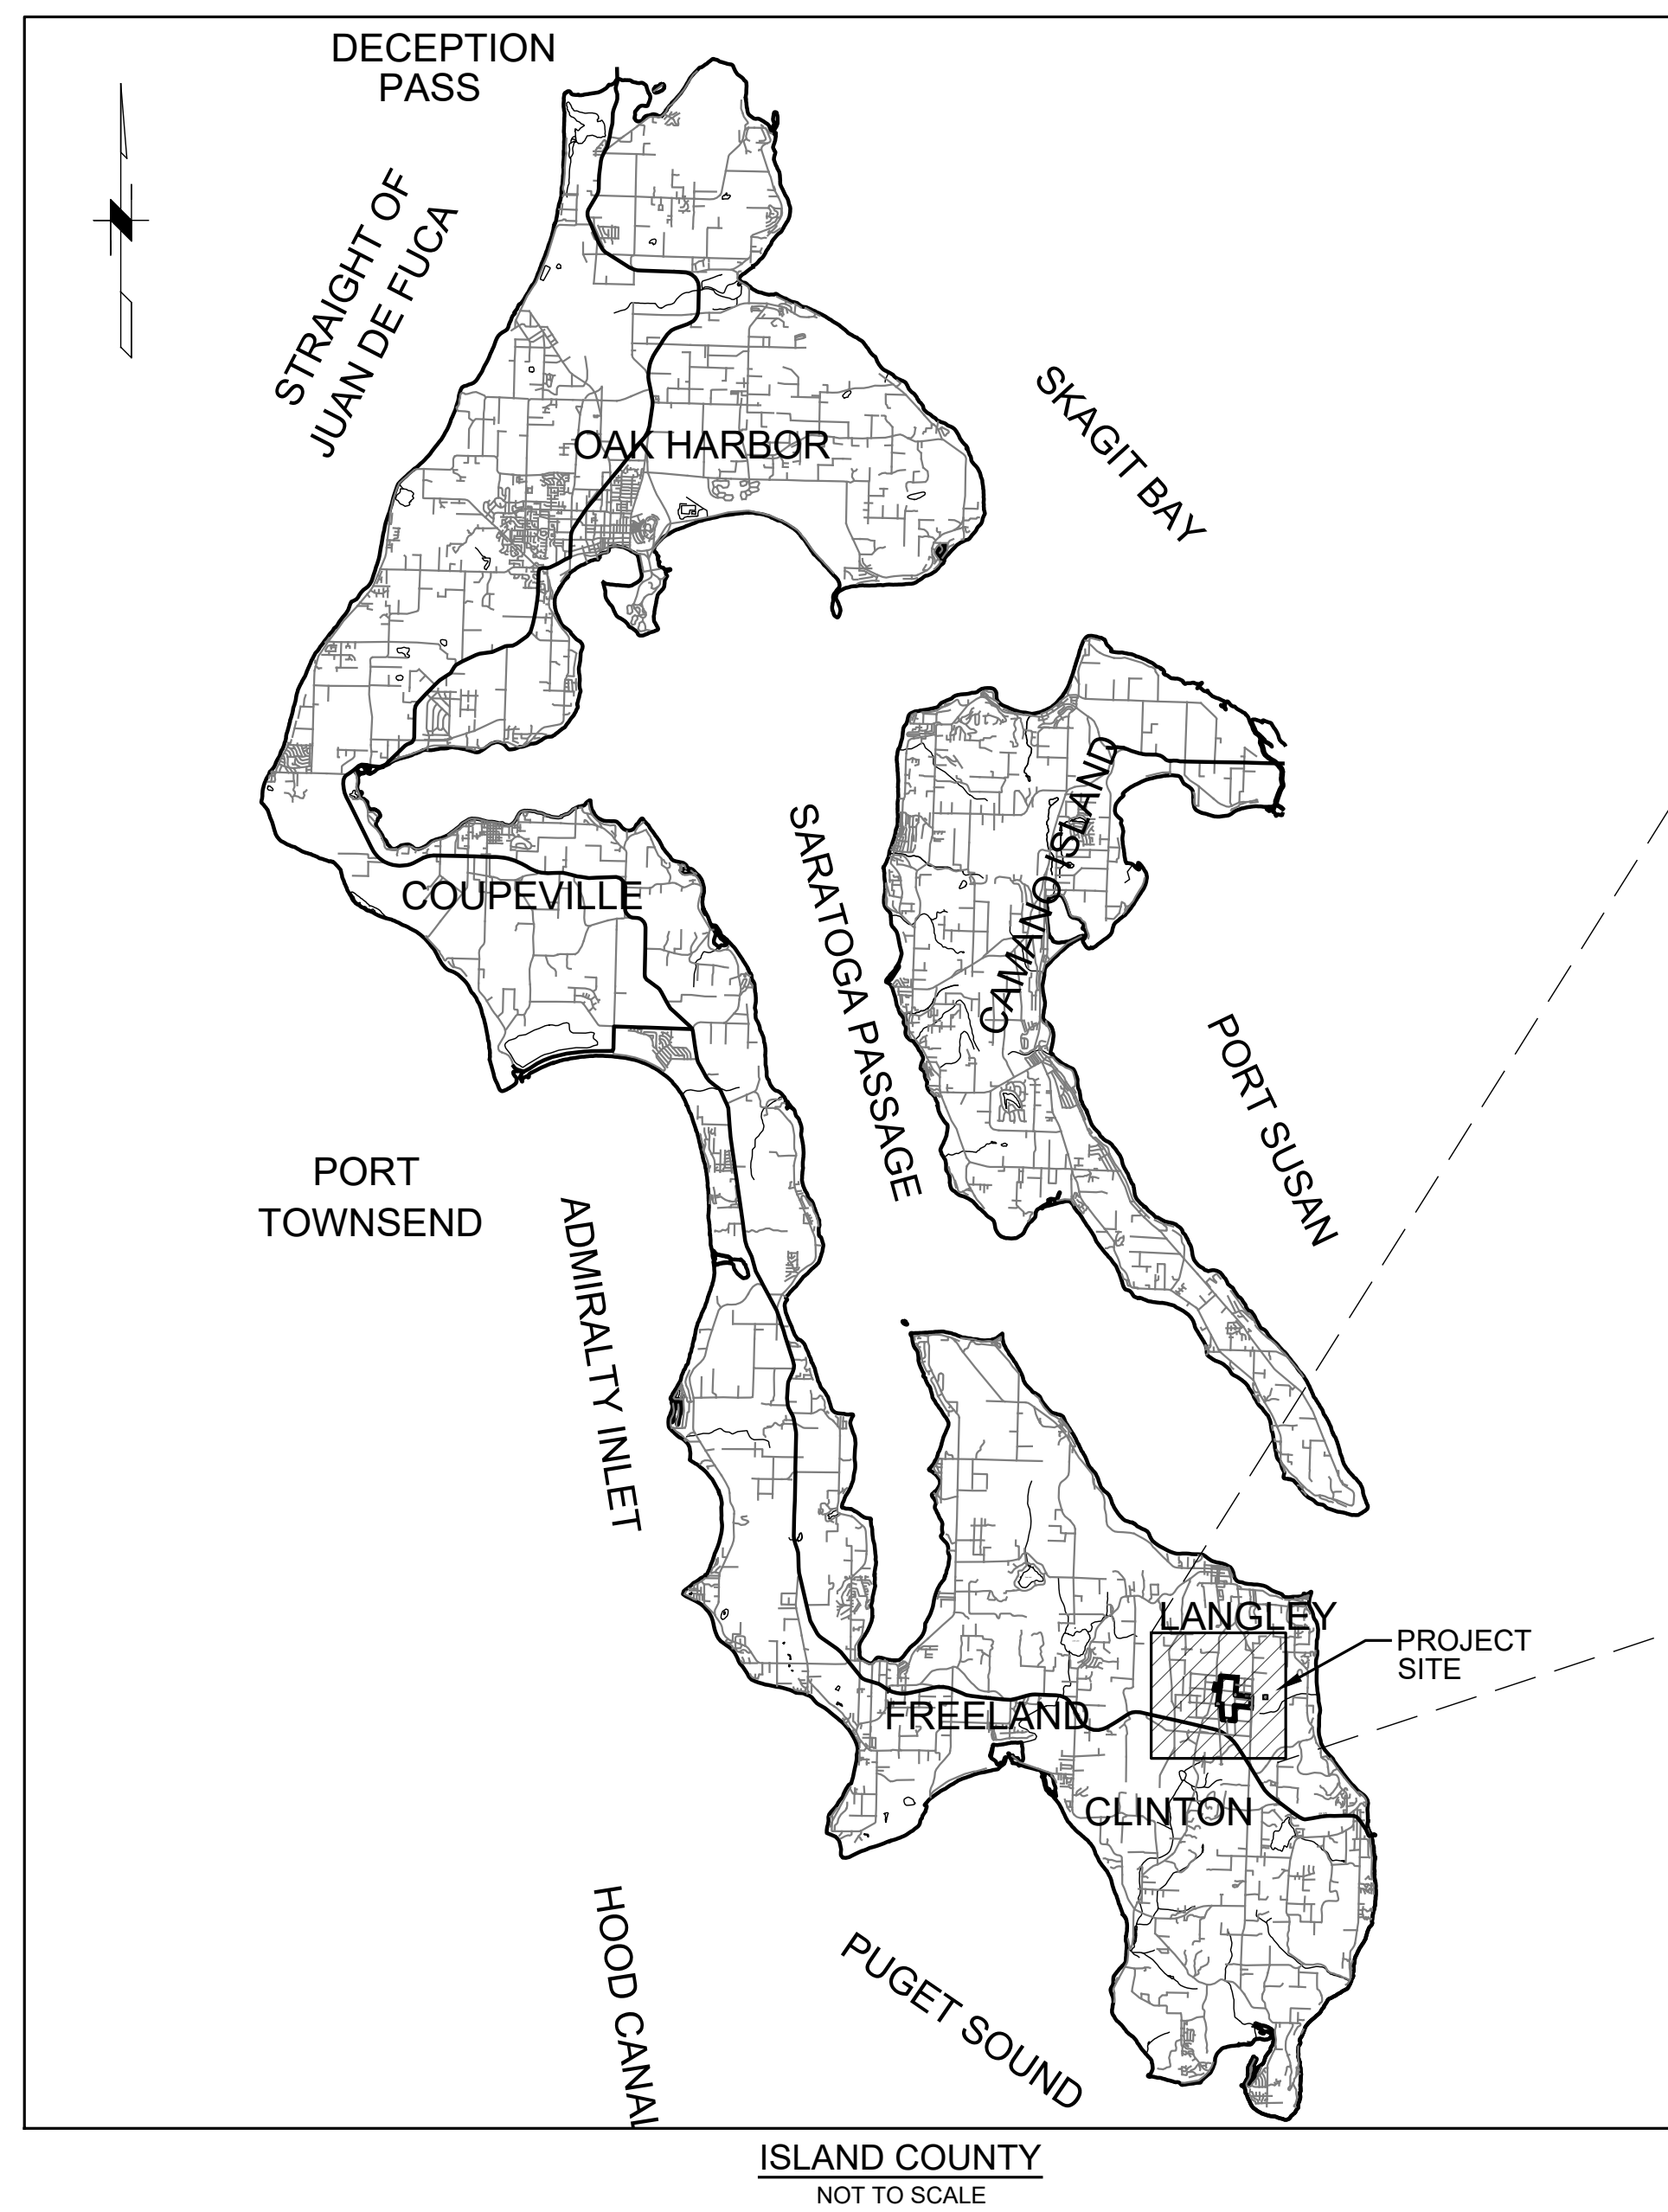 DECEPTION
PASS
STRAIGHT OF
JUAN DE FUCA
SKAGIT BAY
OAK HARBOR
CAMANO ISLAND
SARATOGA PASSAGE
COUPEVILLE
PORT SUSAN
PORT
TOWNSEND
ADMIRALTY INLET
LANGLEY
PROJECT
SITE
FREELAND
CLINTON
HOOD CANAL
PUGET SOUND
ISLAND COUNTY
NOT TO SCALE